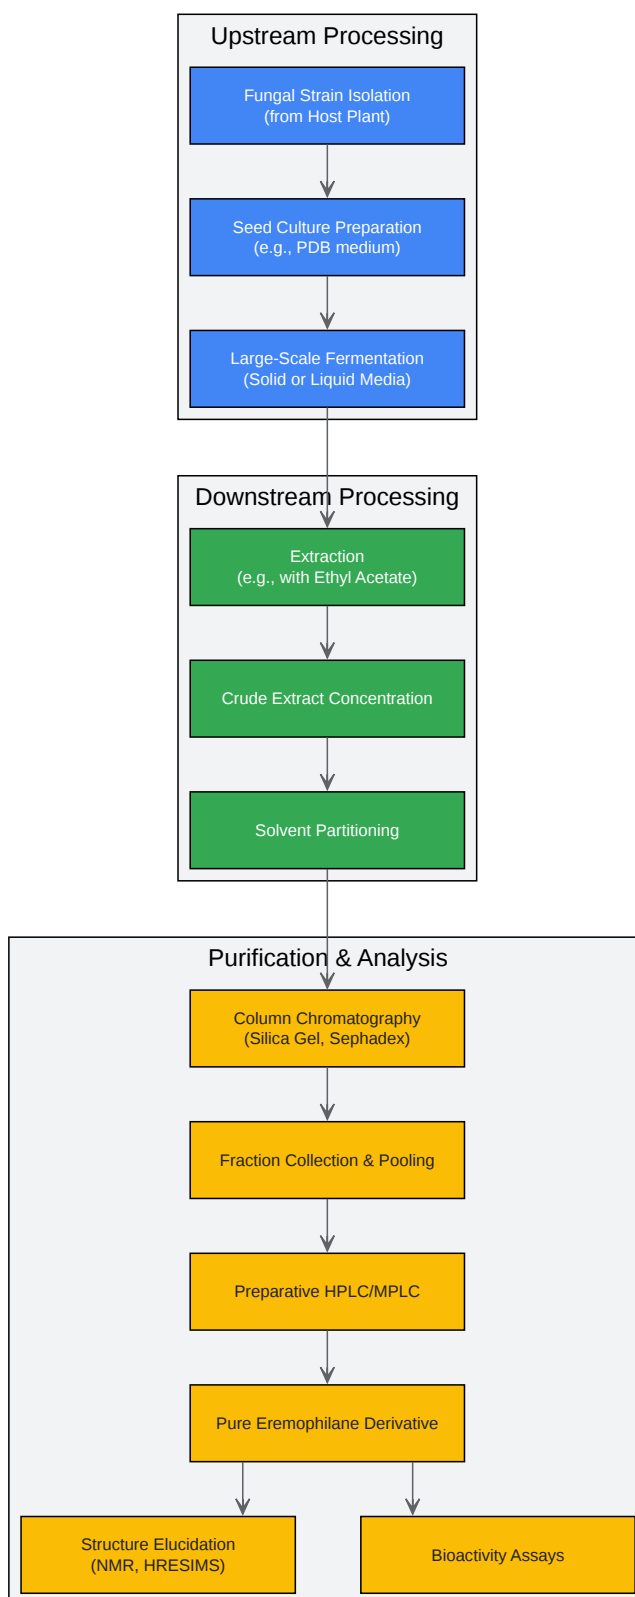 Upstream Processing
Fungal Strain Isolation
(from Host Plant)
Seed Culture Preparation
(e.g., PDB medium)
Large-Scale Fermentation
(Solid or Liquid Media)
Downstream Processing
Extraction
(e.g., with Ethyl Acetate)
Crude Extract Concentration
Solvent Partitioning
Purification & Analysis
Column Chromatography
(Silica Gel, Sephadex)
Fraction Collection & Pooling
Preparative HPLC/MPLC
Pure Eremophilane Derivative
Structure Elucidation
(NMR, HRESIMS)
Bioactivity Assays